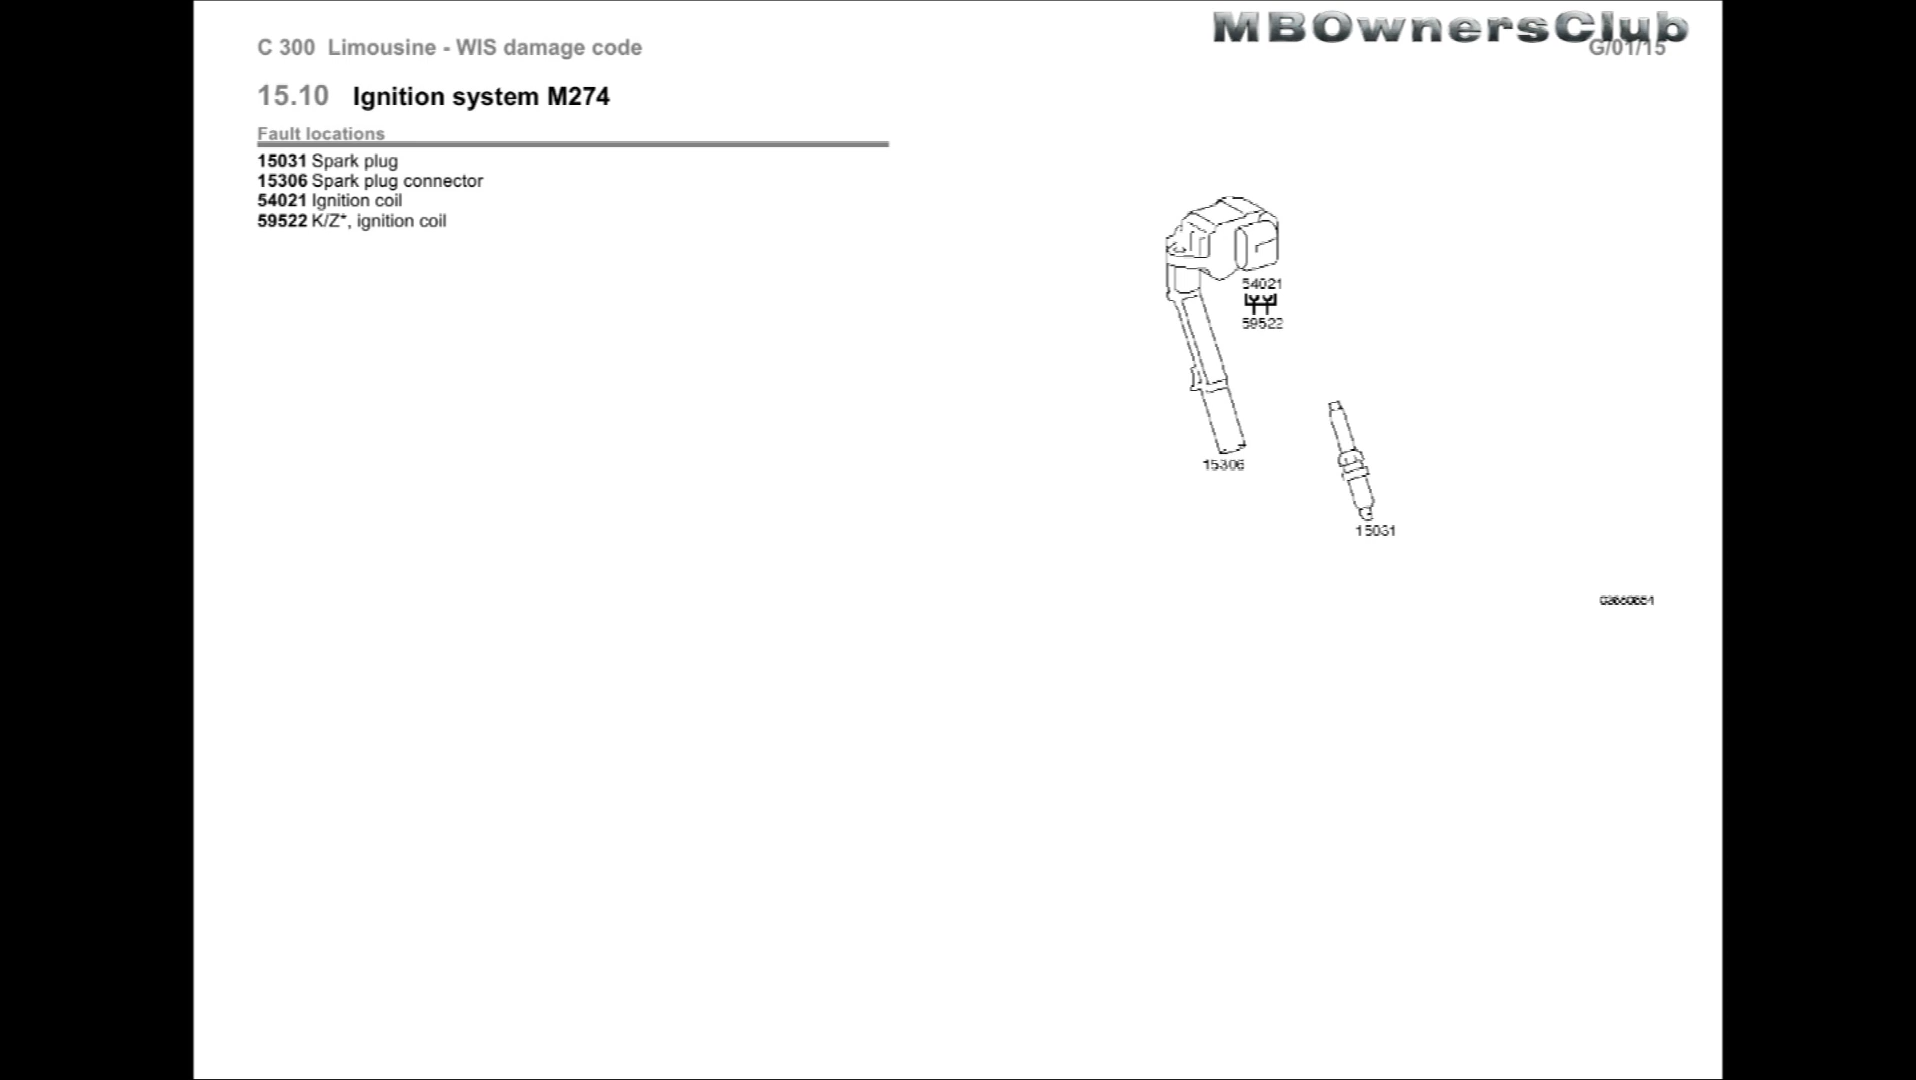 MBOwnersClub
C 300 Limousine - WIS damage code
G/01/15
15.10 Ignition system M274
Fault locations
15031 Spark plug
15306 Spark plug connector
54021 Ignition coil
59522 K/Z*, ignition coil
54021
59522
15306
15031